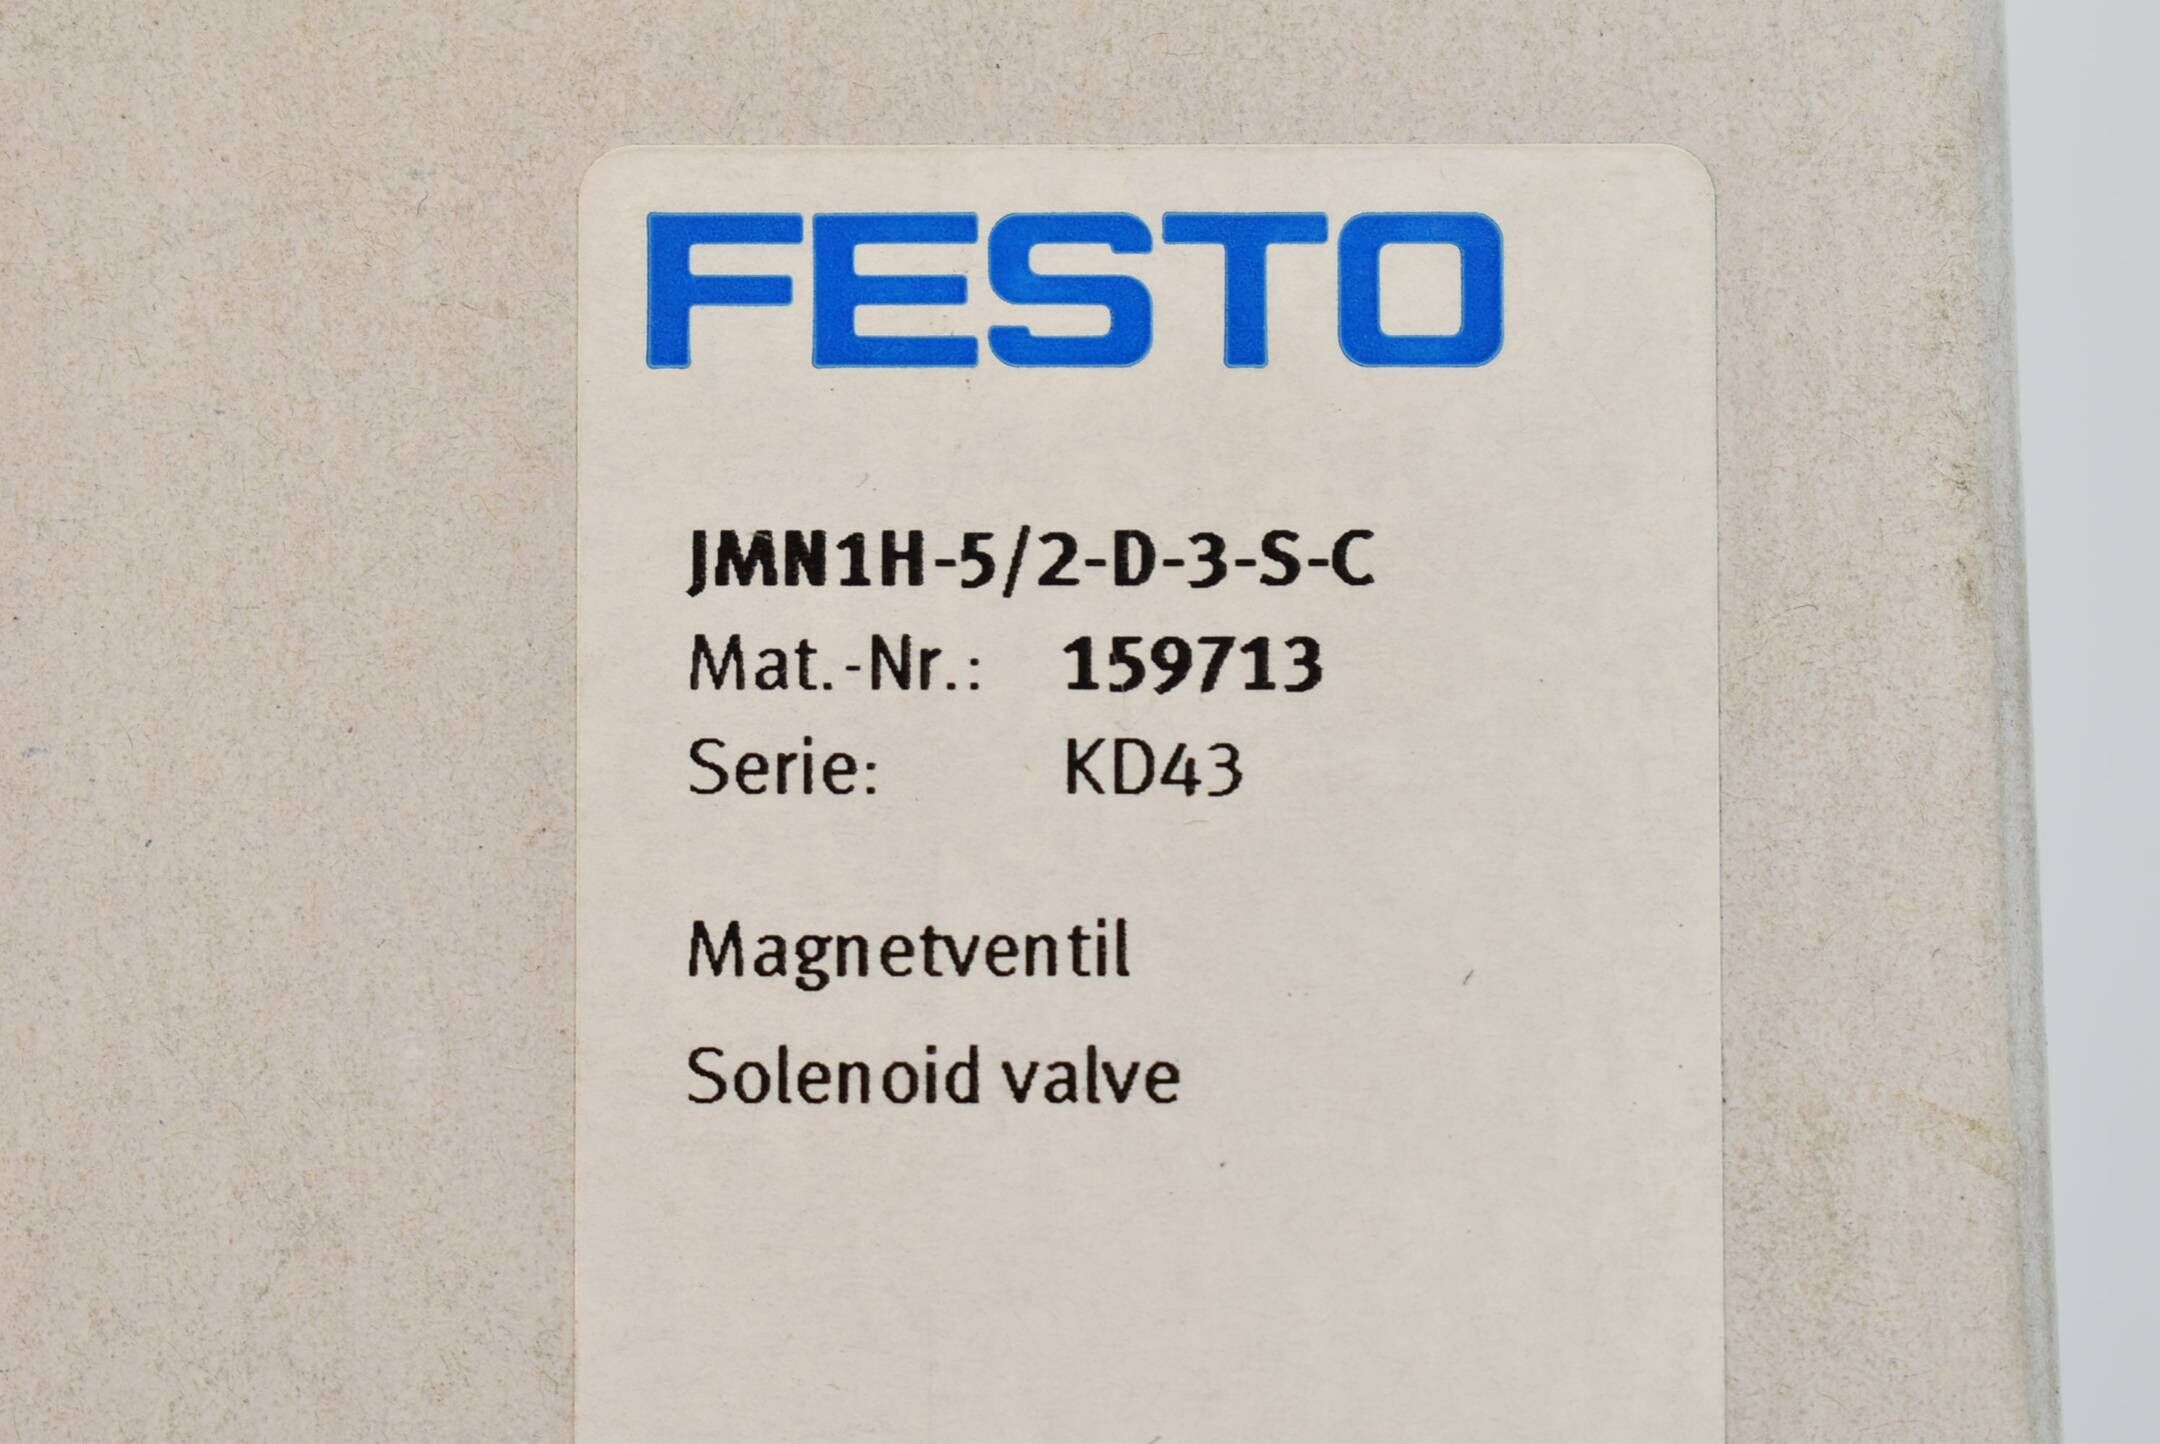 FESTO
JMN1H-5/2-D-3-S-C
Mat.-Nr.: 159713
Serie: KD43
Magnetventil
Solenoid valve